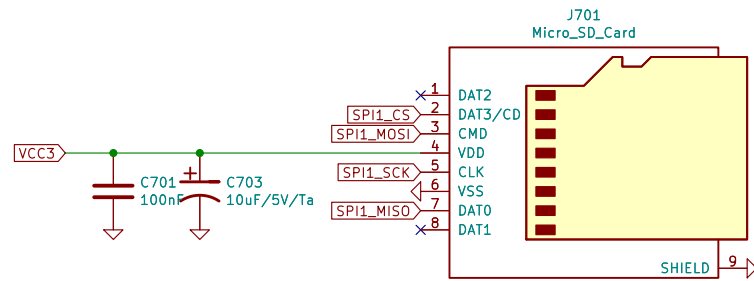 J701
Micro_SD_Card
1 DAT2
SPI1_CS 2 DAT3/CD
SPI1_MOSI 3 CMD
VCC3 4 VDD
SPI1_SCK 5 CLK
C701 C703 6 VSS
100nF 10uF/5V/Ta SPI1_MISO 7 DAT0
8 DAT1
SHIELD 9